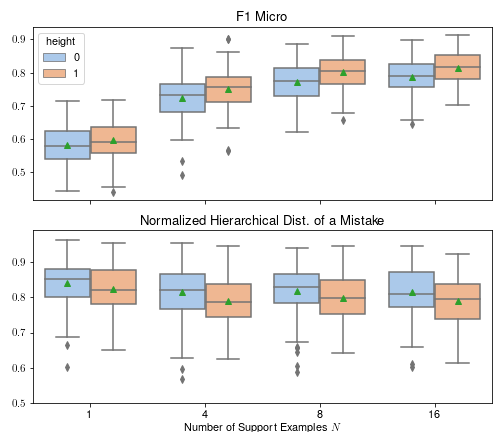 F1 Micro
0.9
0.8
0.7
0.6
0.5
height
0
1
Normalized Hierarchical Dist. of a Mistake
0.9
0.8
0.7
0.6
0.5
1 4 8 16
Number of Support Examples N